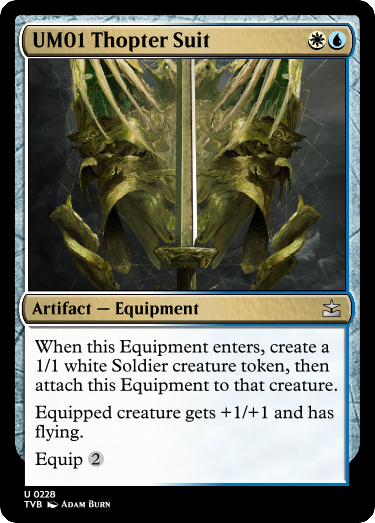 UM01 Thopter Suit
Artifact — Equipment
When this Equipment enters, create a
1/1 white Soldier creature token, then
attach this Equipment to that creature.
Equipped creature gets +1/+1 and has
flying.
Equip 2
U 0228
TVB Adam Burn